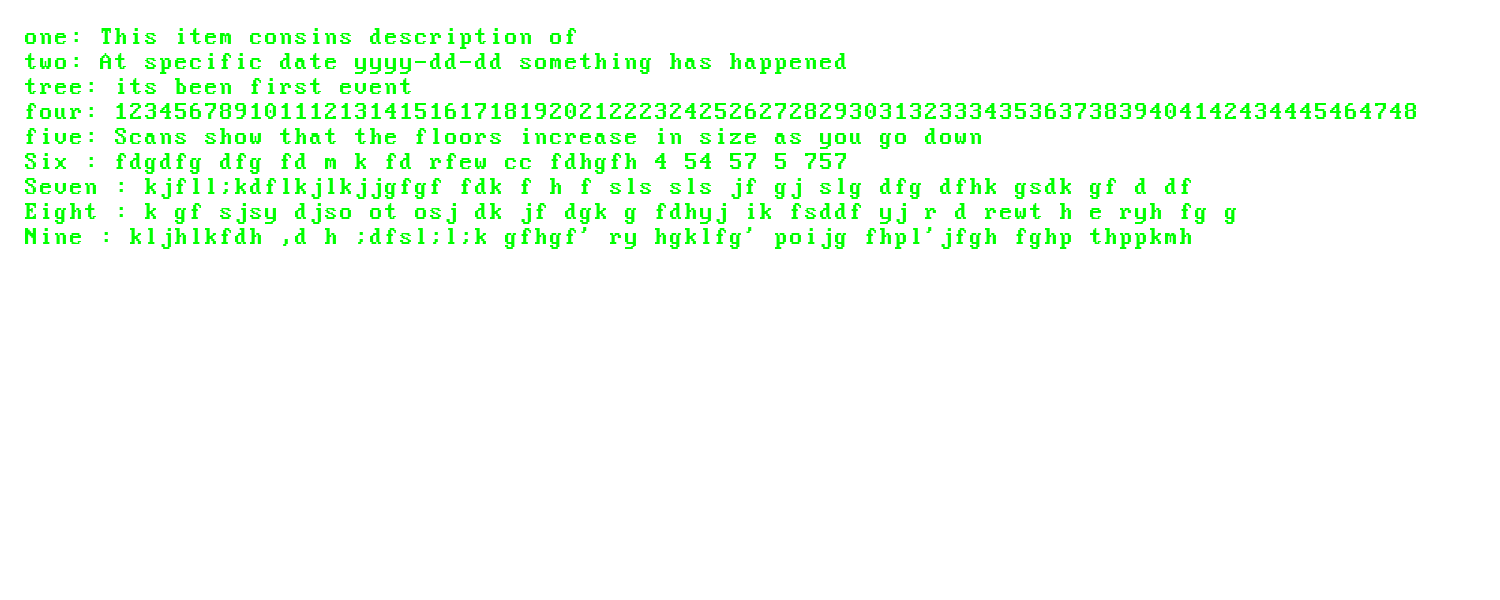 one: This item consins description of
two: At specific date yyyy-dd-dd something has happened
tree: its been first event
four: 123456789101112131415161718192021222324252627282930313233343536373839404142434445464748
five: Scans show that the floors increase in size as you go down
Six : fdgdfg dfg fd m k fd rfew cc fdhgfh 4 54 57 5 757
Seven : kjfll;kdflkjlkjjgfgf fdk f h f sls sls jf gj slg dfg dfhk gsdk gf d df
Eight : k gf sjsy djso ot osj dk jf dgk g fdhyj ik fsddf yj r d rewt h e ryh fg g
Nine : kljhlkfdh ,d h ;dfsl;l;k gfhgf' ry hgklfg' poijg fhpl'jfgh fghp thppkmh